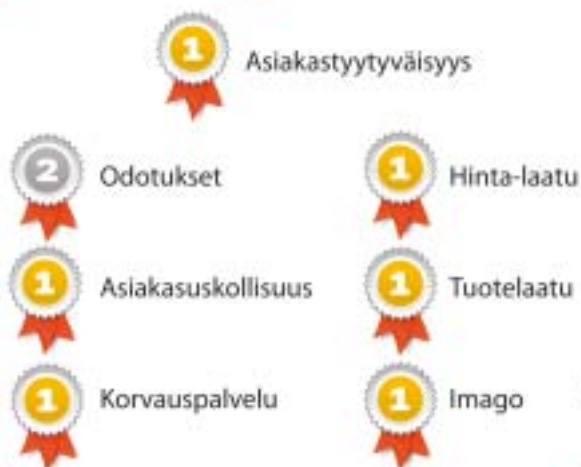 1 Asiakastyytyväisyys
2 Odotukset
1 Hinta-laatu
1 Asiakasuskollisuus
1 Tuotelaatu
1 Korvauspalvelu
1 Imago